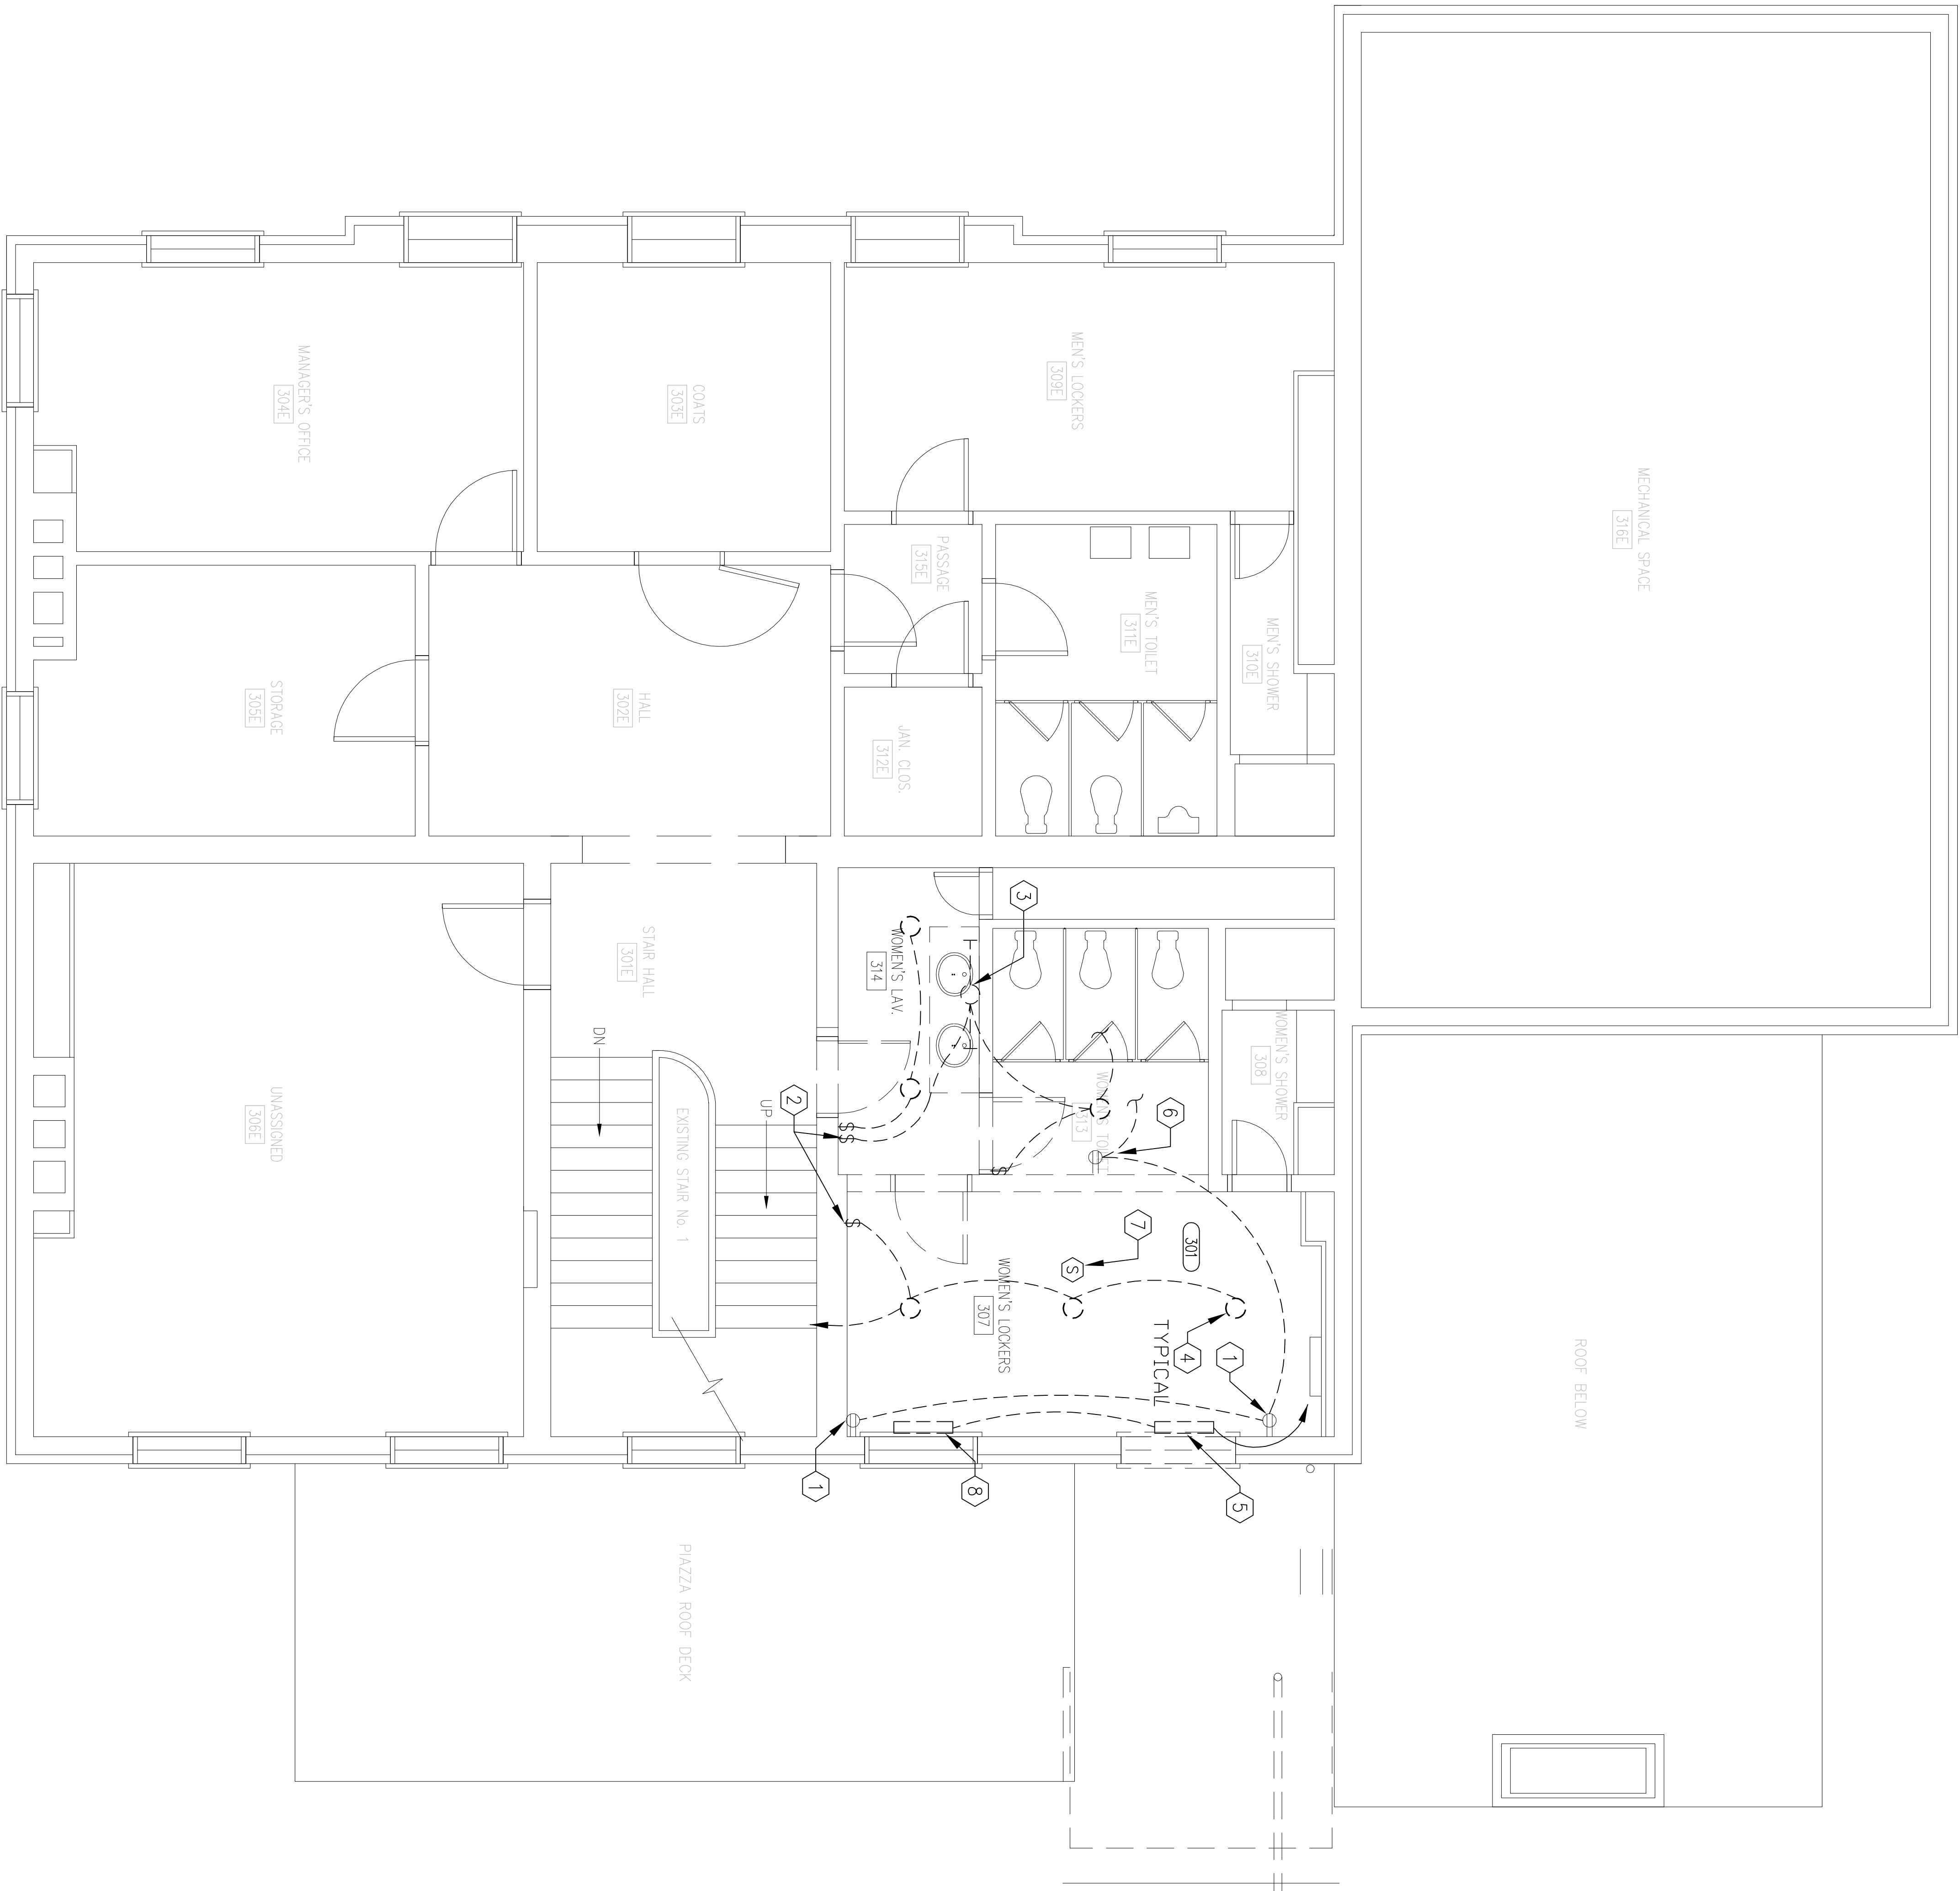 MECHANICAL SPACE
316E
ROOF BELOW
MEN'S SHOWER
310E
WOMEN'S SHOWER
308
MEN'S LOCKERS
309E
MEN'S TOILET
311E
WOMEN'S TOILET
313
3
6
7
S
301
4
1
TYPICAL
5
PASSAGE
315E
JAN. CLOS.
312E
WOMEN'S LAV.
314
WOMEN'S LOCKERS
307
8
1
2
$$
$
$
COATS
303E
HALL
302E
STAIR HALL
301E
DN
UP
EXISTING STAIR No. 1
PIAZZA ROOF DECK
MANAGER'S OFFICE
304E
STORAGE
305E
UNASSIGNED
306E